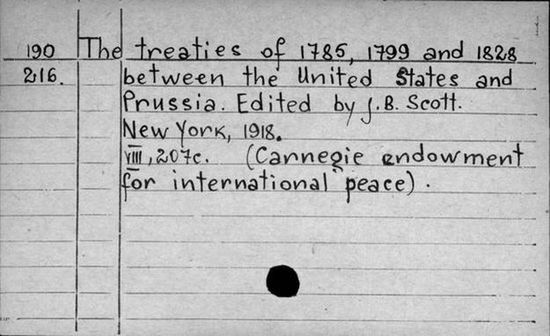 190 The treaties of 1785, 1799 and 1828
216. between the United States and
Prussia. Edited by J.B. Scott.
New York, 1918.
VIII, 207c. (Carnegie endowment
for international peace).